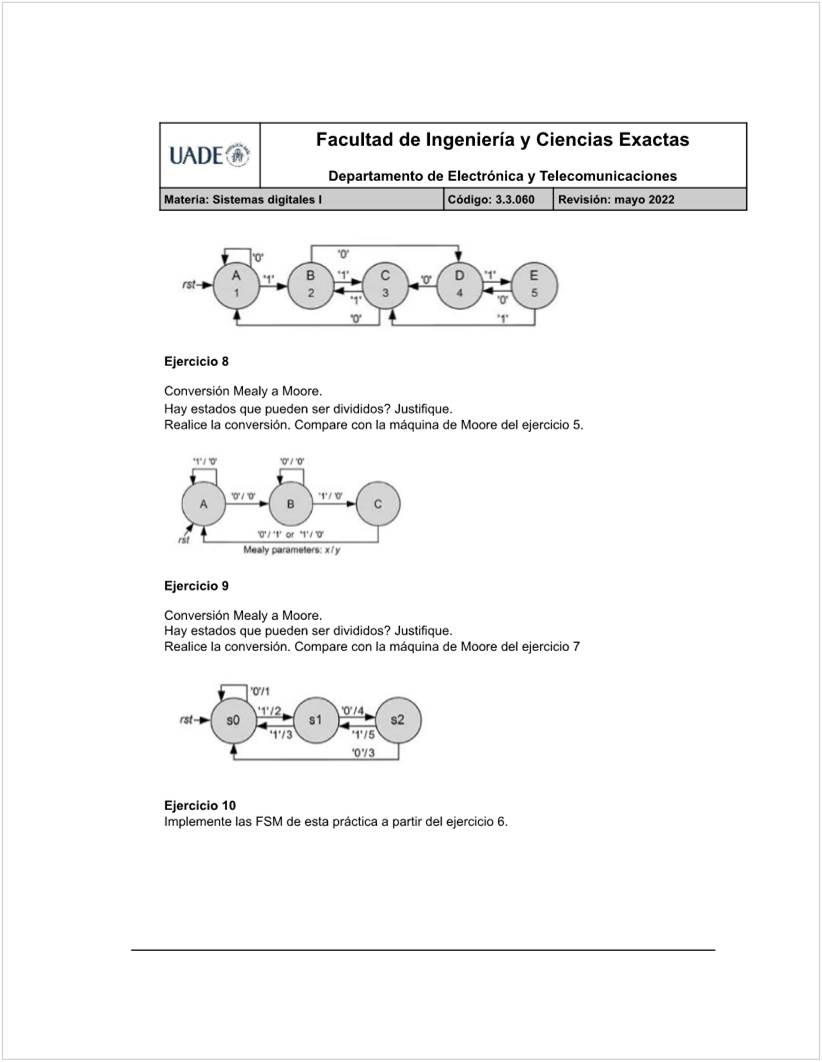 UADE
Facultad de Ingeniería y Ciencias Exactas
Departamento de Electrónica y Telecomunicaciones
Materia: Sistemas digitales I Código: 3.3.060 Revisión: mayo 2022
'0' '0'
A '1' B '1' C '0' D '1' E
rst 1 2 '1' 3 4 '0' 5
'0' '1'
Ejercicio 8
Conversión Mealy a Moore.
Hay estados que pueden ser divididos? Justifique.
Realice la conversión. Compare con la máquina de Moore del ejercicio 5.
'1' / '0' '0' / '0'
A '0' / '0' B '1' / '0' C
rst '0' / '1' or '1' / '0'
Mealy parameters: x / y
Ejercicio 9
Conversión Mealy a Moore.
Hay estados que pueden ser divididos? Justifique.
Realice la conversión. Compare con la máquina de Moore del ejercicio 7
'0'/1
'1'/2 '0'/4
rst s0 s1 s2
'1'/3 '1'/5
'0'/3
Ejercicio 10
Implemente las FSM de esta práctica a partir del ejercicio 6.